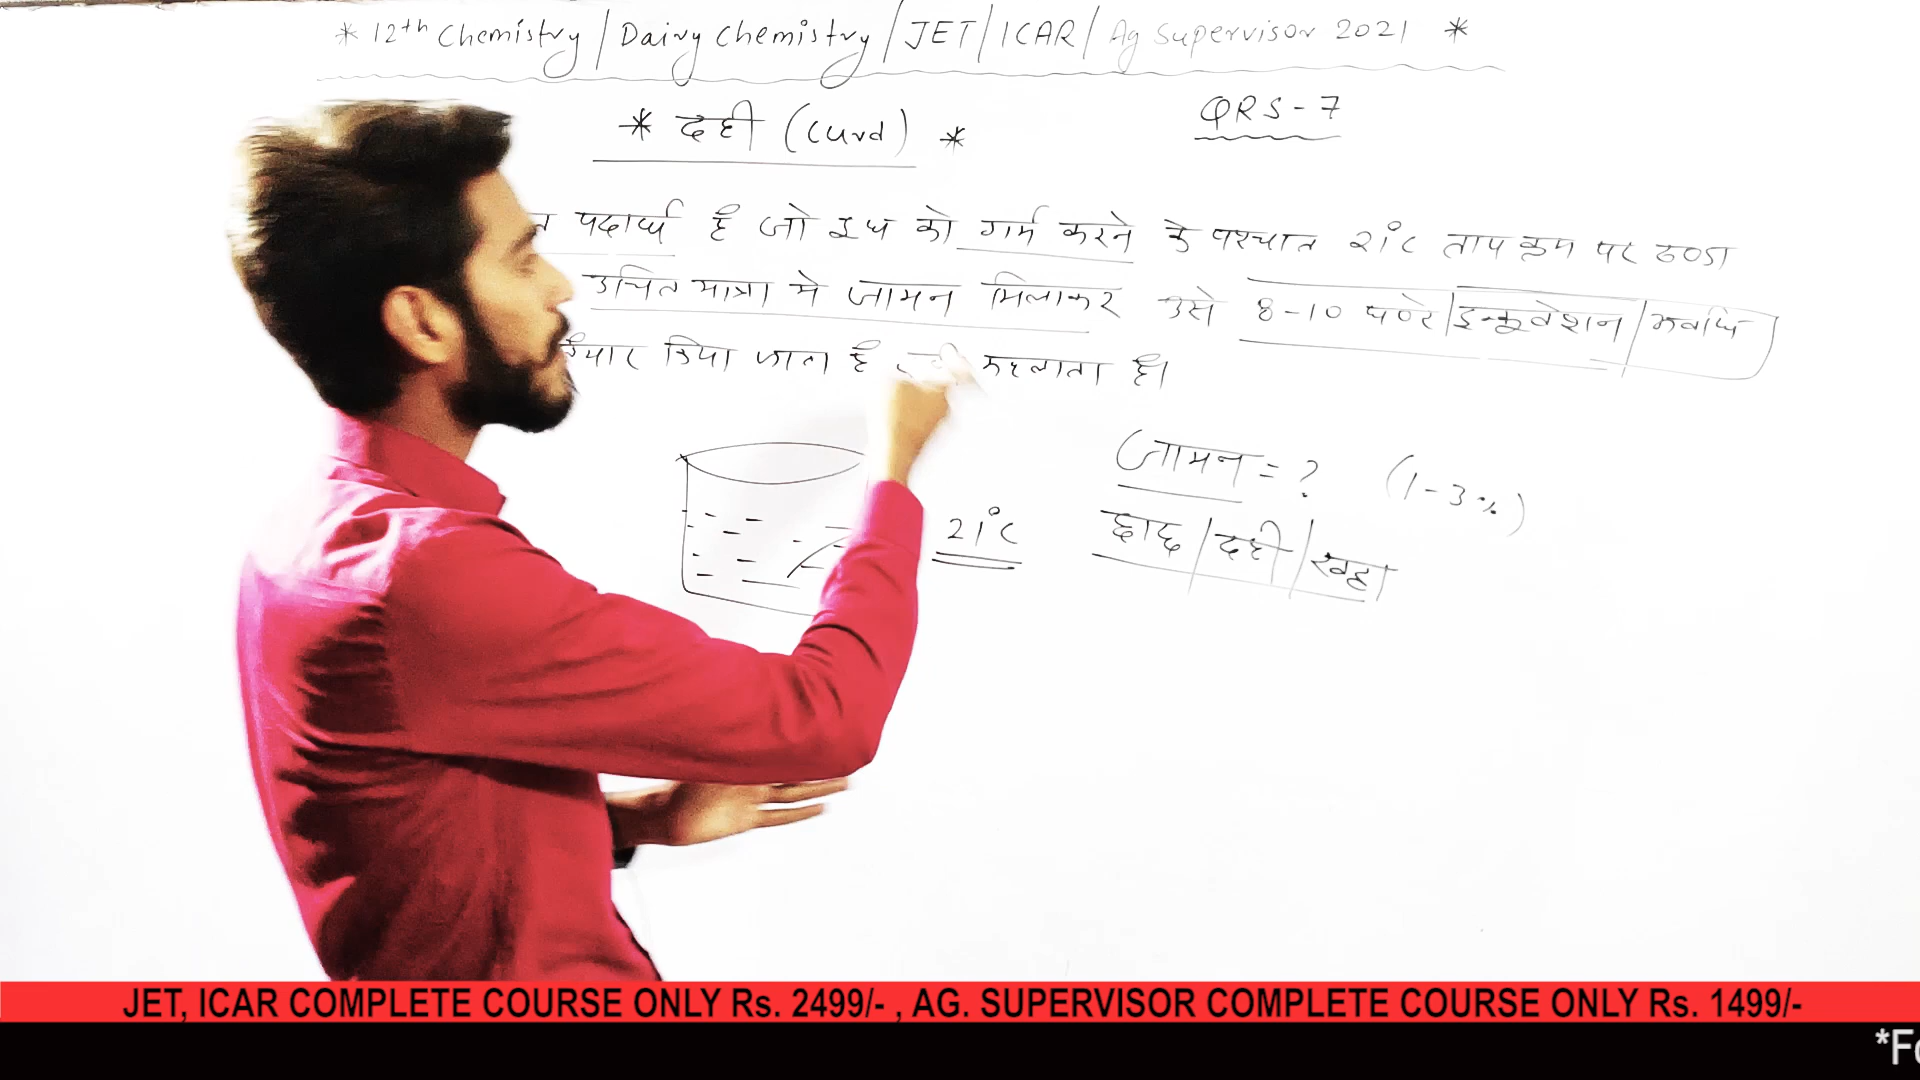 * 12th Chemistry / Dairy Chemistry / JET / ICAR / Ag Supervisor 2021 *
* दही (Curd) *
QRS-7
पदार्थ है जो दुध को गर्म करने के पश्चात 21°C तापक्रम पर ठण्डा
उचित मात्रा मे जामन मिलाकर उसे 8-10 घण्टे / इन्कूवेशन / अवधि
तैयार किया जाता है कहलाता है।
21°C
जामन = ? (1-3%)
छाछ / दही / खट्टा
JET, ICAR COMPLETE COURSE ONLY Rs. 2499/- , AG. SUPERVISOR COMPLETE COURSE ONLY Rs. 1499/-